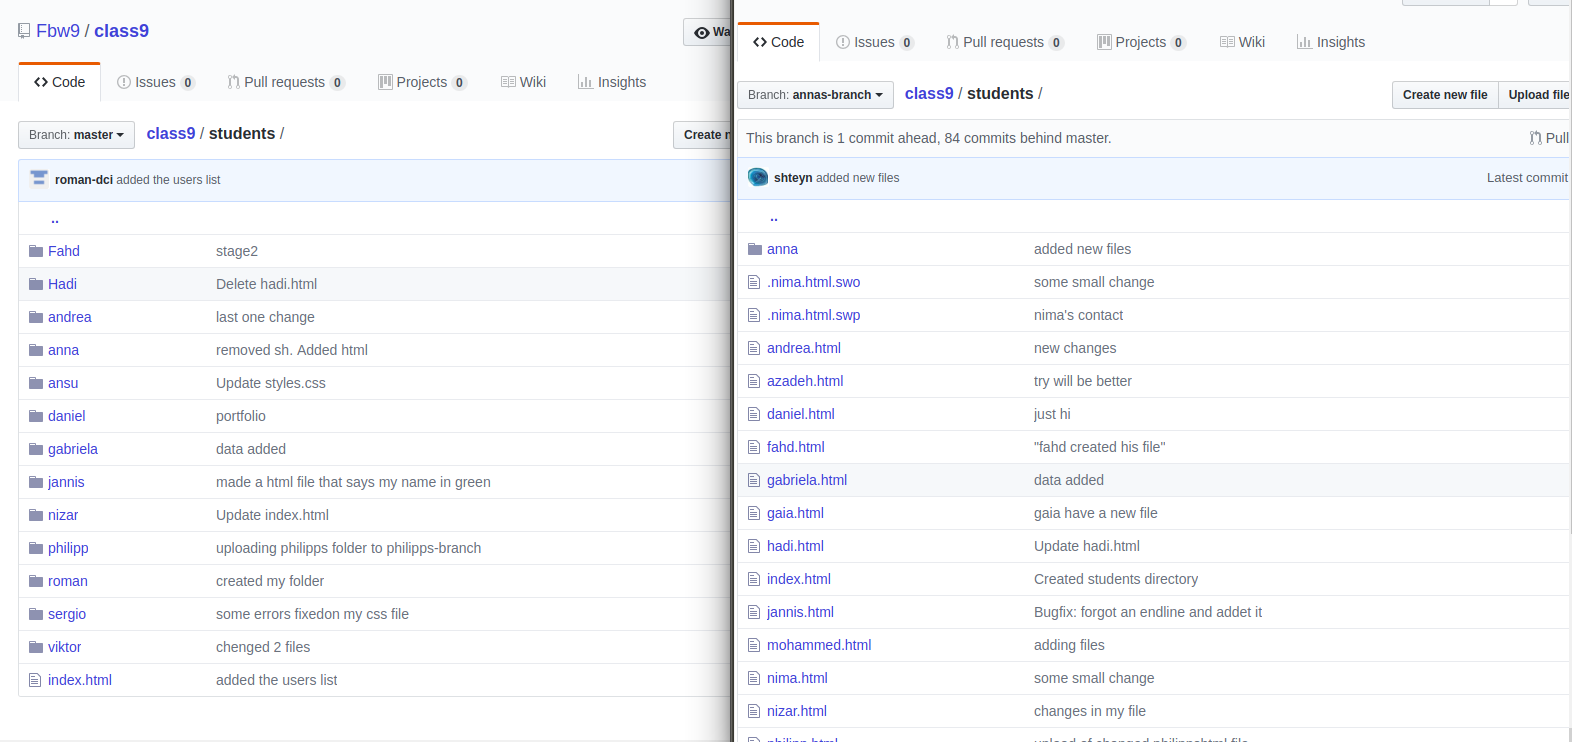 Fbw9 / class9
Wa
Code Issues 0 Pull requests 0 Projects 0 Wiki Insights
Branch: master class9 / students /
Create n
roman-dci added the users list
..
Fahd stage2
Hadi Delete hadi.html
andrea last one change
anna removed sh. Added html
ansu Update styles.css
daniel portfolio
gabriela data added
jannis made a html file that says my name in green
nizar Update index.html
philipp uploading philipps folder to philipps-branch
roman created my folder
sergio some errors fixedon my css file
viktor chenged 2 files
index.html added the users list
Code Issues 0 Pull requests 0 Projects 0 Wiki Insights
Branch: annas-branch class9 / students /
Create new file Upload file
This branch is 1 commit ahead, 84 commits behind master.
Pull
shteyn added new files
Latest commit
..
anna added new files
.nima.html.swo some small change
.nima.html.swp nima's contact
andrea.html new changes
azadeh.html try will be better
daniel.html just hi
fahd.html "fahd created his file"
gabriela.html data added
gaia.html gaia have a new file
hadi.html Update hadi.html
index.html Created students directory
jannis.html Bugfix: forgot an endline and addet it
mohammed.html adding files
nima.html some small change
nizar.html changes in my file